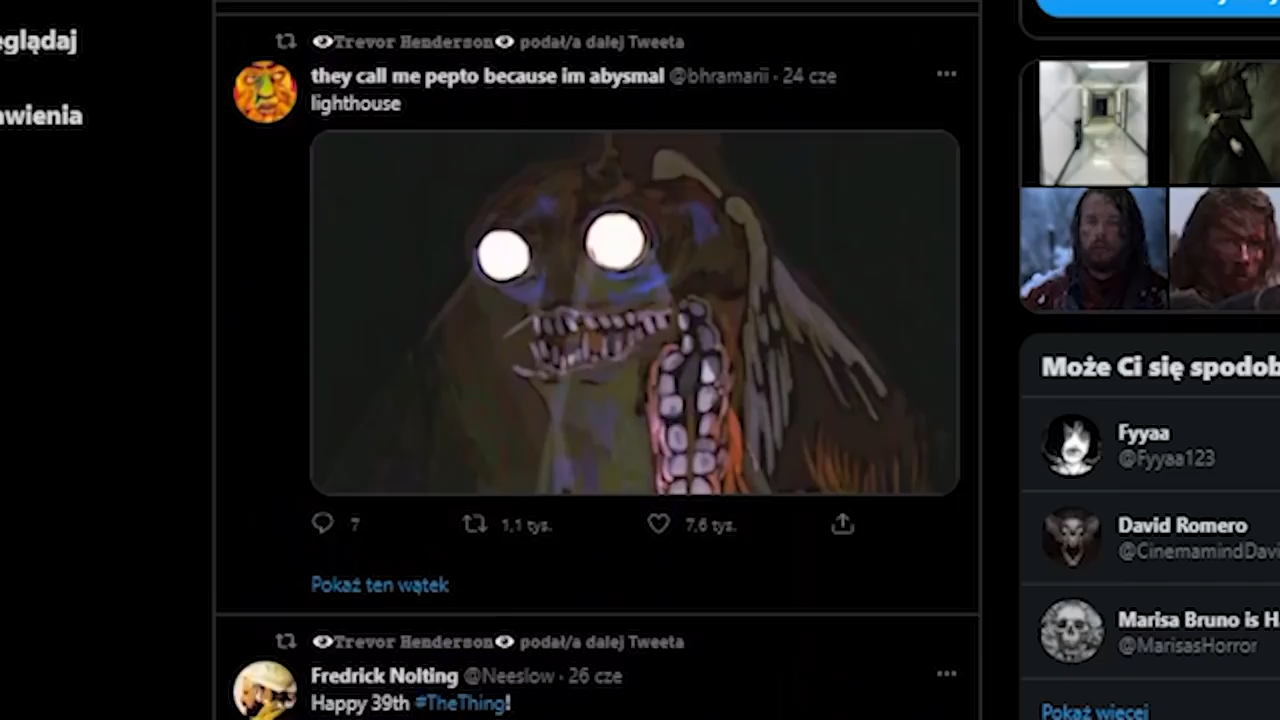 eglądaj
awienia
Trevor Henderson podał/a dalej Tweeta
they call me pepto because im abysmal @bhramarii · 24 cze
lighthouse
7
1,1 tys.
7,6 tys.
Pokaż ten wątek
Trevor Henderson podał/a dalej Tweeta
Fredrick Nolting @Neeslow · 26 cze
Happy 39th #TheThing!
Może Ci się spodob
Fyyaa
@Fyyaa123
David Romero
@CinemamindDavi
Marisa Bruno is H
@MarisasHorror
Pokaż więcej